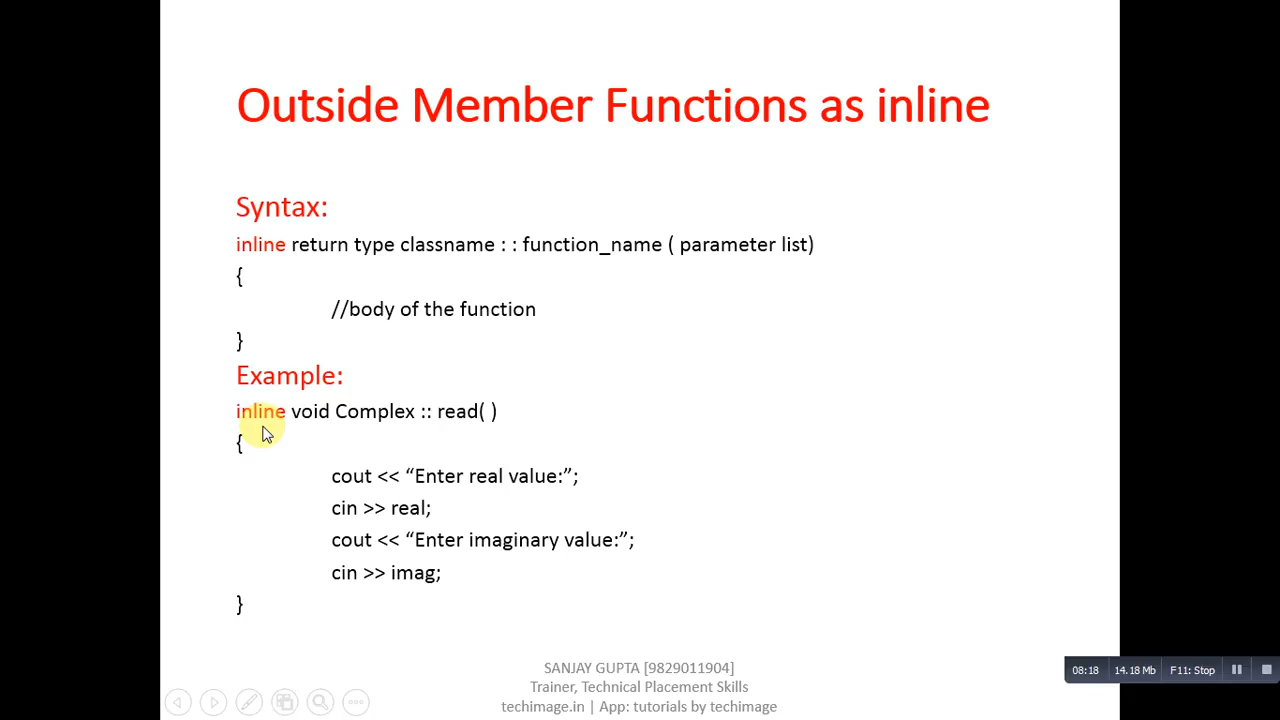 Outside Member Functions as inline
Syntax:
inline return type classname : : function_name ( parameter list)
{
//body of the function
}
Example:
inline void Complex :: read( )
{
cout << “Enter real value:”;
cin >> real;
cout << “Enter imaginary value:”;
cin >> imag;
}
SANJAY GUPTA [9829011904]
Trainer, Technical Placement Skills
techimage.in | App: tutorials by techimage
08:18 14.18 Mb F11: Stop